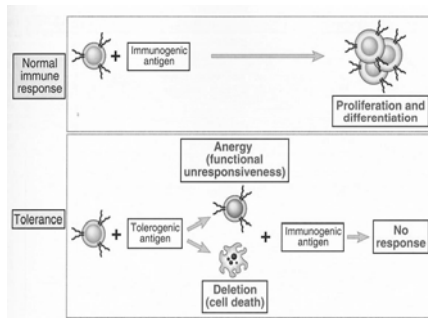 Normal
immune
response
+
Immunogenic
antigen
Proliferation and
differentiation
Tolerance
+
Tolerogenic
antigen
Anergy
(functional
unresponsiveness)
Deletion
(cell death)
+
Immunogenic
antigen
No
response